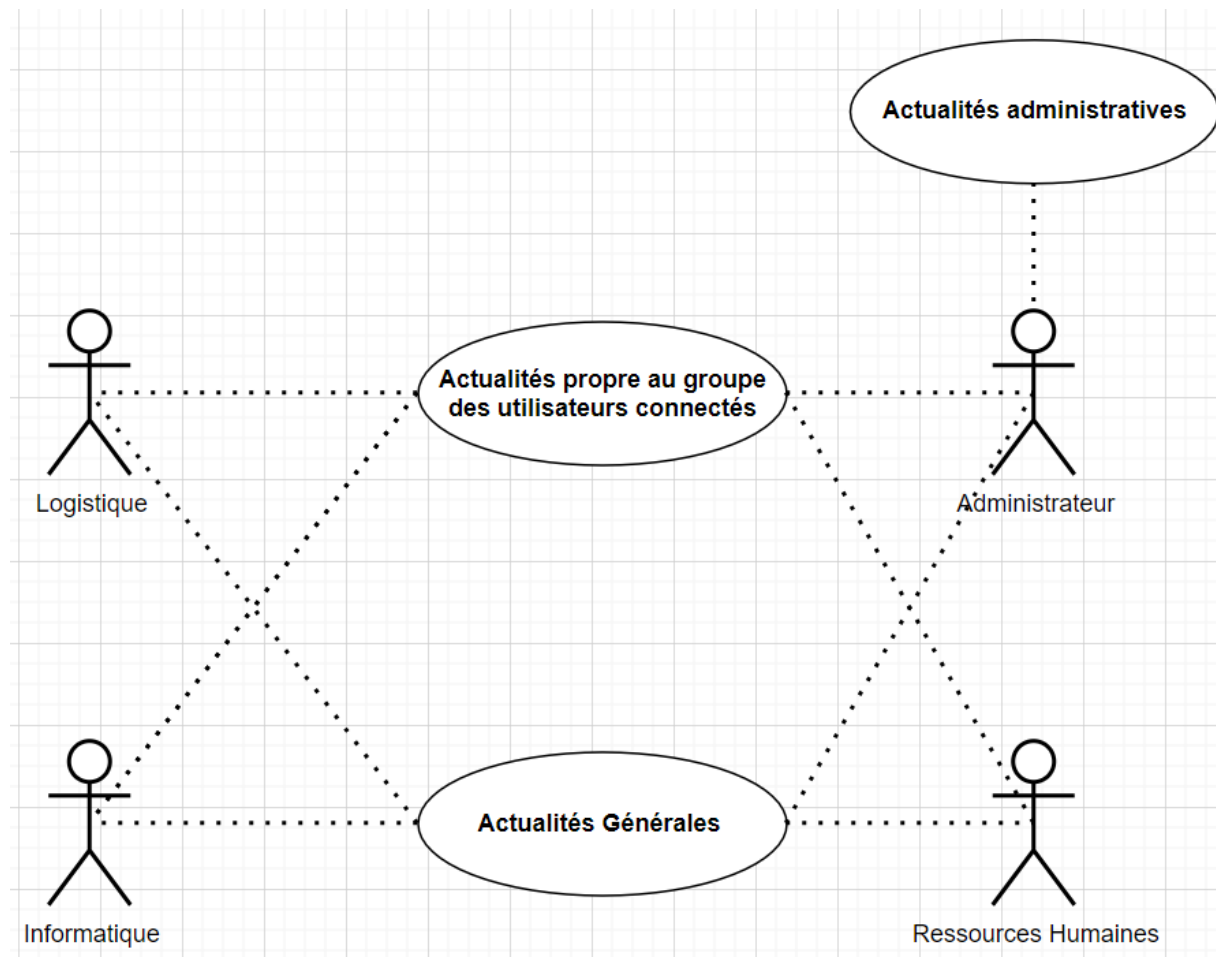 Actualités administratives
Actualités propre au groupe
des utilisateurs connectés
Logistique
Administrateur
Actualités Générales
Informatique
Ressources Humaines